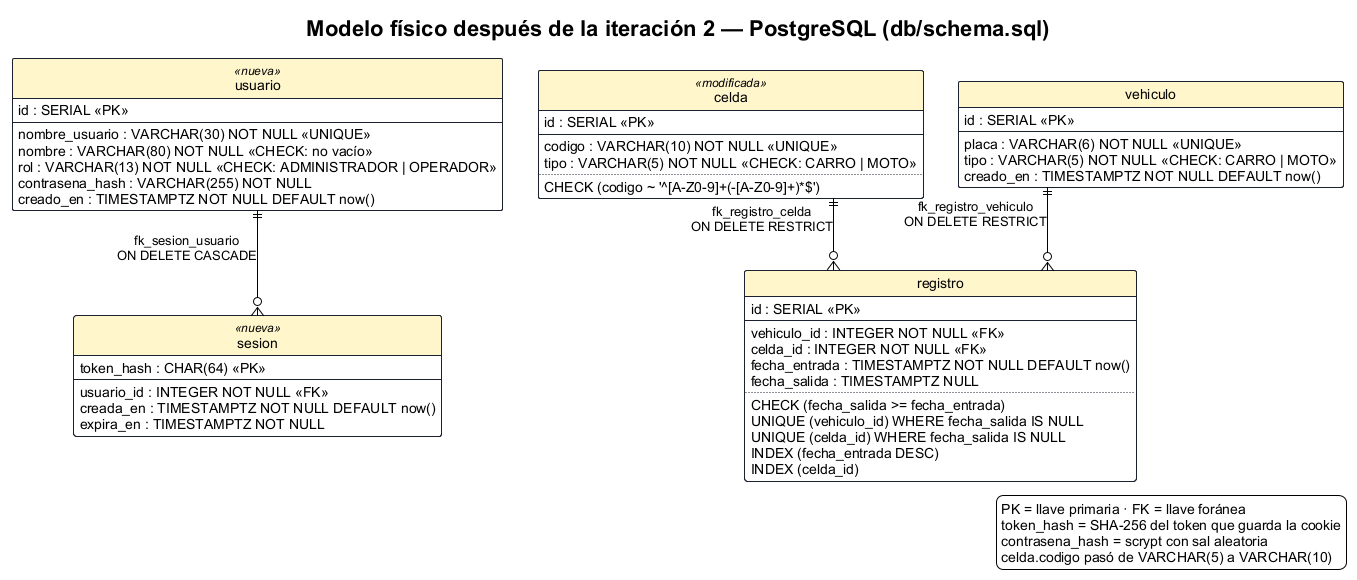 Modelo físico después de la iteración 2 — PostgreSQL (db/schema.sql)
«nueva»
usuario
id : SERIAL «PK»
nombre_usuario : VARCHAR(30) NOT NULL «UNIQUE»
nombre : VARCHAR(80) NOT NULL «CHECK: no vacío»
rol : VARCHAR(13) NOT NULL «CHECK: ADMINISTRADOR | OPERADOR»
contrasena_hash : VARCHAR(255) NOT NULL
creado_en : TIMESTAMPTZ NOT NULL DEFAULT now()
«modificada»
celda
id : SERIAL «PK»
codigo : VARCHAR(10) NOT NULL «UNIQUE»
tipo : VARCHAR(5) NOT NULL «CHECK: CARRO | MOTO»
CHECK (codigo ~ '^[A-Z0-9]+(-[A-Z0-9]+)*$')
vehiculo
id : SERIAL «PK»
placa : VARCHAR(6) NOT NULL «UNIQUE»
tipo : VARCHAR(5) NOT NULL «CHECK: CARRO | MOTO»
creado_en : TIMESTAMPTZ NOT NULL DEFAULT now()
fk_sesion_usuario
ON DELETE CASCADE
fk_registro_celda
ON DELETE RESTRICT
fk_registro_vehiculo
ON DELETE RESTRICT
«nueva»
sesion
token_hash : CHAR(64) «PK»
usuario_id : INTEGER NOT NULL «FK»
creada_en : TIMESTAMPTZ NOT NULL DEFAULT now()
expira_en : TIMESTAMPTZ NOT NULL
registro
id : SERIAL «PK»
vehiculo_id : INTEGER NOT NULL «FK»
celda_id : INTEGER NOT NULL «FK»
fecha_entrada : TIMESTAMPTZ NOT NULL DEFAULT now()
fecha_salida : TIMESTAMPTZ NULL
CHECK (fecha_salida >= fecha_entrada)
UNIQUE (vehiculo_id) WHERE fecha_salida IS NULL
UNIQUE (celda_id) WHERE fecha_salida IS NULL
INDEX (fecha_entrada DESC)
INDEX (celda_id)
PK = llave primaria · FK = llave foránea
token_hash = SHA-256 del token que guarda la cookie
contrasena_hash = scrypt con sal aleatoria
celda.codigo pasó de VARCHAR(5) a VARCHAR(10)